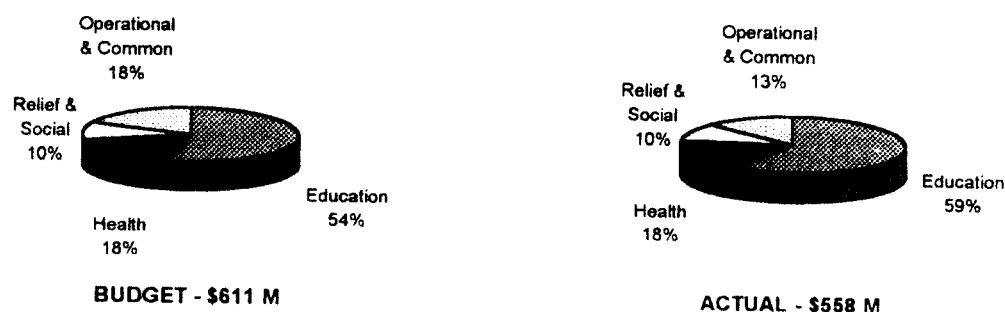 Operational
& Common
18%
Relief &
Social
10%
Education
54%
Health
18%
BUDGET - $611 M
Operational
& Common
13%
Relief &
Social
10%
Education
59%
Health
18%
ACTUAL - $558 M